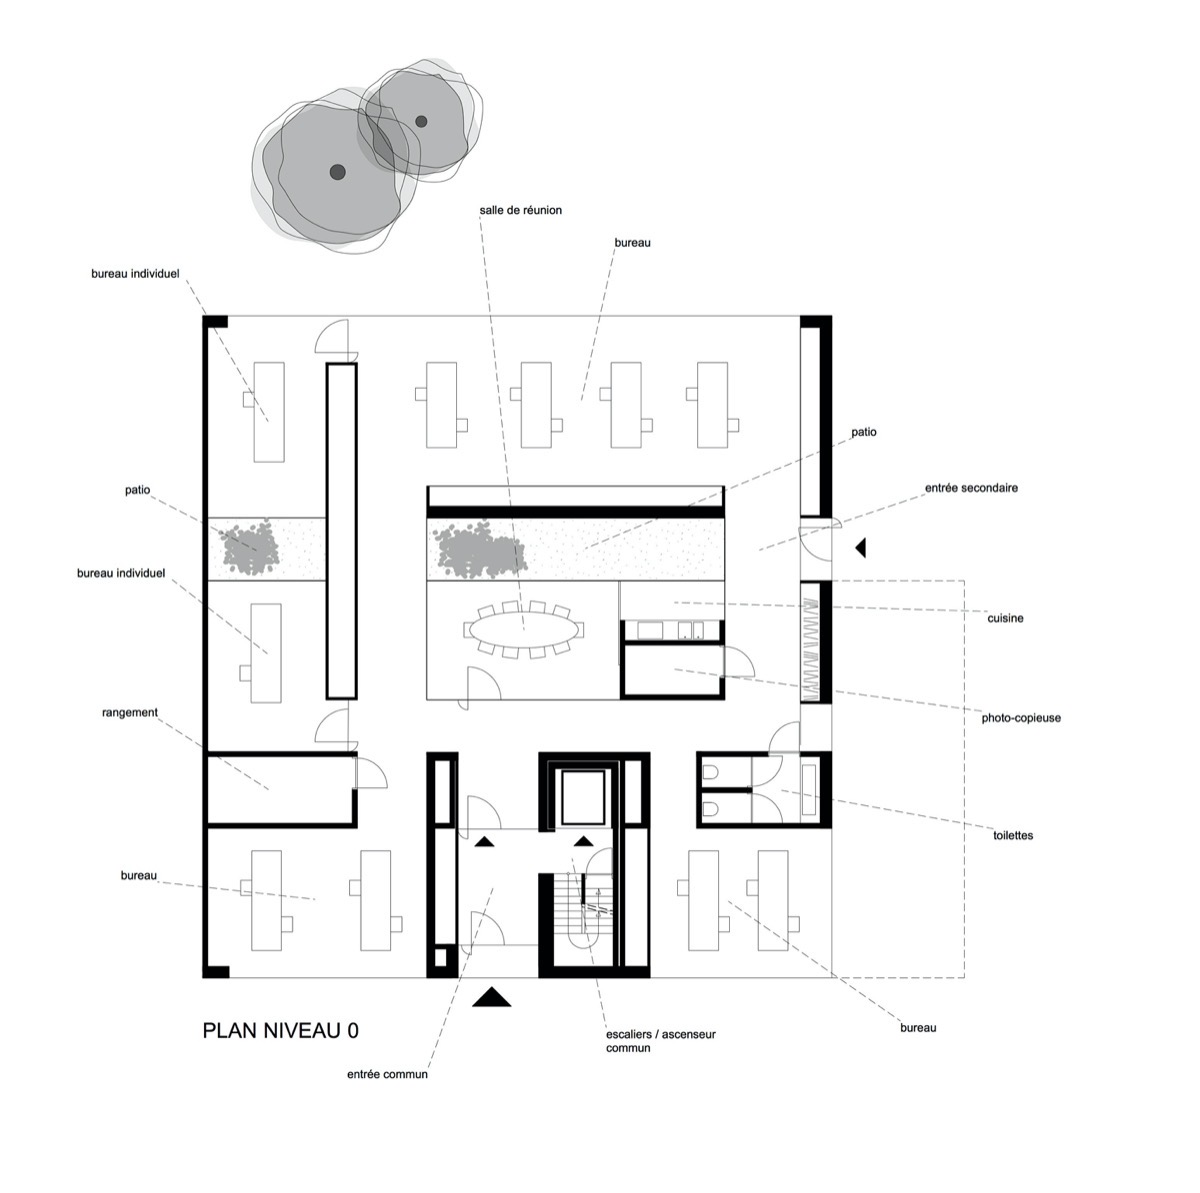 salle de réunion
bureau
bureau individuel
patio
patio
entrée secondaire
bureau individuel
cuisine
rangement
photo-copieuse
toilettes
bureau
PLAN NIVEAU 0
bureau
escaliers / ascenseur
commun
entrée commun